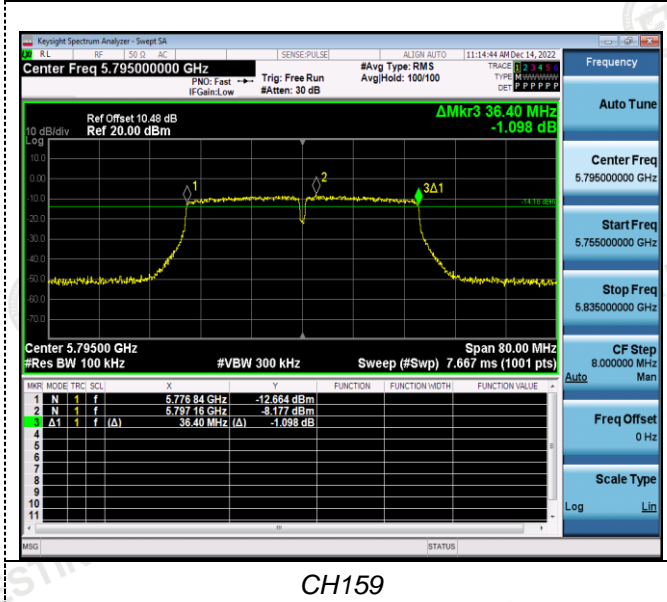 Keysight Spectrum Analyzer - Swept SA
RL RF 50 Ω AC SENSE:PULSE ALIGN AUTO 11:14:44 AM Dec 14, 2022
Center Freq 5.795000000 GHz #Avg Type: RMS TRACE 1 2 3 4 5 6
PNO: Fast Trig: Free Run Avg|Hold: 100/100 TYPE M WWWWW
IFGain:Low #Atten: 30 dB DET P P P P P P
Ref Offset 10.48 dB ΔMkr3 36.40 MHz
10 dB/div Ref 20.00 dBm -1.098 dB
Log
10.0
0.00
-10.0
-20.0
-30.0
-40.0
-50.0
-60.0
-70.0
1
2
3Δ1
Center 5.79500 GHz Span 80.00 MHz
#Res BW 100 kHz #VBW 300 kHz Sweep (#Swp) 7.667 ms (1001 pts)
MKR MODE TRC SCL X Y FUNCTION FUNCTION WIDTH FUNCTION VALUE
1 N 1 f 5.776 84 GHz -12.664 dBm
2 N 1 f 5.797 16 GHz -8.177 dBm
3 Δ1 1 f (Δ) 36.40 MHz (Δ) -1.098 dB
4
5
6
7
8
9
10
11
MSG STATUS
Frequency
Auto Tune
Center Freq
5.795000000 GHz
Start Freq
5.755000000 GHz
Stop Freq
5.835000000 GHz
CF Step
8.000000 MHz
Auto Man
Freq Offset
0 Hz
Scale Type
Log Lin
CH159